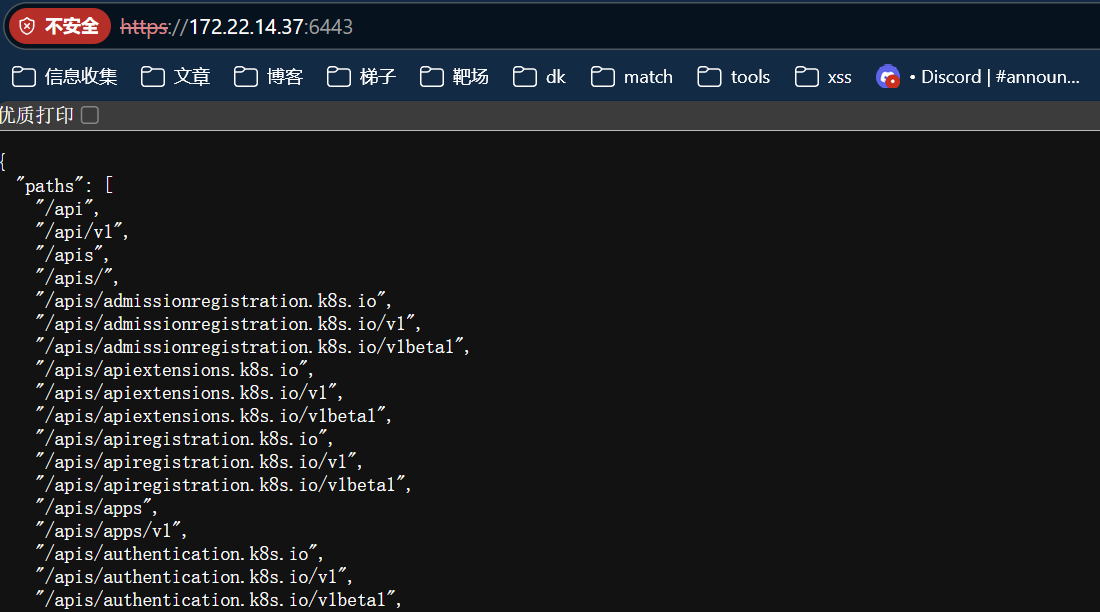 不安全 https://172.22.14.37:6443
信息收集 文章 博客 梯子 靶场 dk match tools xss • Discord | #announ...
优质打印
{
"paths": [
"/api",
"/api/v1",
"/apis",
"/apis/",
"/apis/admissionregistration.k8s.io",
"/apis/admissionregistration.k8s.io/v1",
"/apis/admissionregistration.k8s.io/v1beta1",
"/apis/apiextensions.k8s.io",
"/apis/apiextensions.k8s.io/v1",
"/apis/apiextensions.k8s.io/v1beta1",
"/apis/apiregistration.k8s.io",
"/apis/apiregistration.k8s.io/v1",
"/apis/apiregistration.k8s.io/v1beta1",
"/apis/apps",
"/apis/apps/v1",
"/apis/authentication.k8s.io",
"/apis/authentication.k8s.io/v1",
"/apis/authentication.k8s.io/v1beta1",